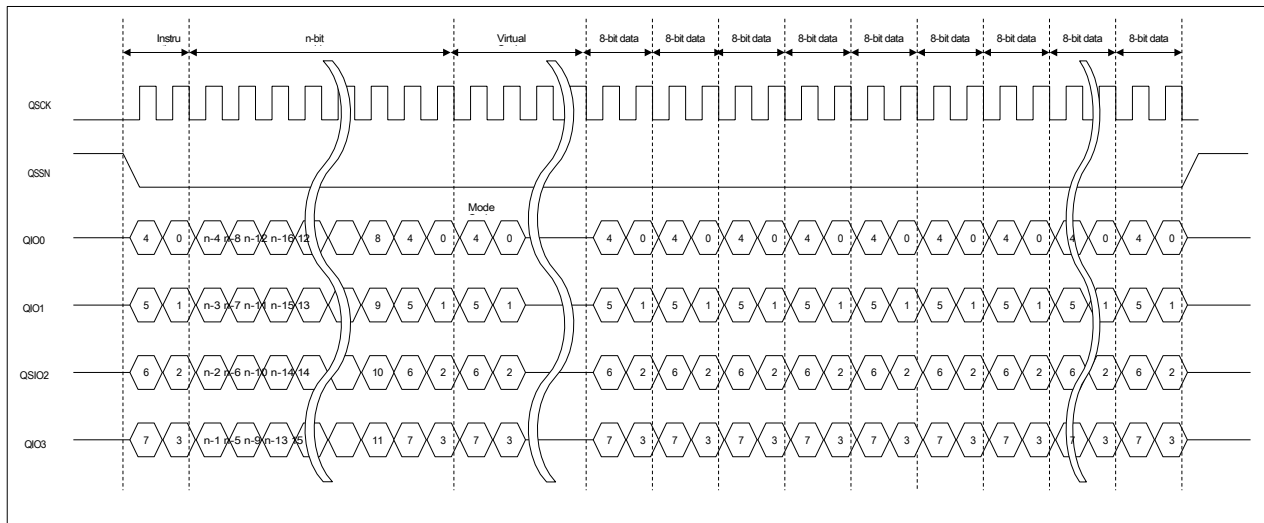 Instru n-bit Virtual 8-bit data 8-bit data 8-bit data 8-bit data 8-bit data 8-bit data 8-bit data 8-bit data 8-bit data
QSCK
QSSN
Mode
QIO0 4 0 n-4 n-8 n-12 n-16 12 8 4 0 4 0 4 0 4 0 4 0 4 0 4 0 4 0 4 0 4 0 4 0
QIO1 5 1 n-3 n-7 n-11 n-15 13 9 5 1 5 1 5 1 5 1 5 1 5 1 5 1 5 1 5 1 5 1 5 1
QSIO2 6 2 n-2 n-6 n-10 n-14 14 10 6 2 6 2 6 2 6 2 6 2 6 2 6 2 6 2 6 2 6 2 6 2
QIO3 7 3 n-1 n-5 n-9 n-13 15 11 7 3 7 3 7 3 7 3 7 3 7 3 7 3 7 3 7 3 7 3 7 3